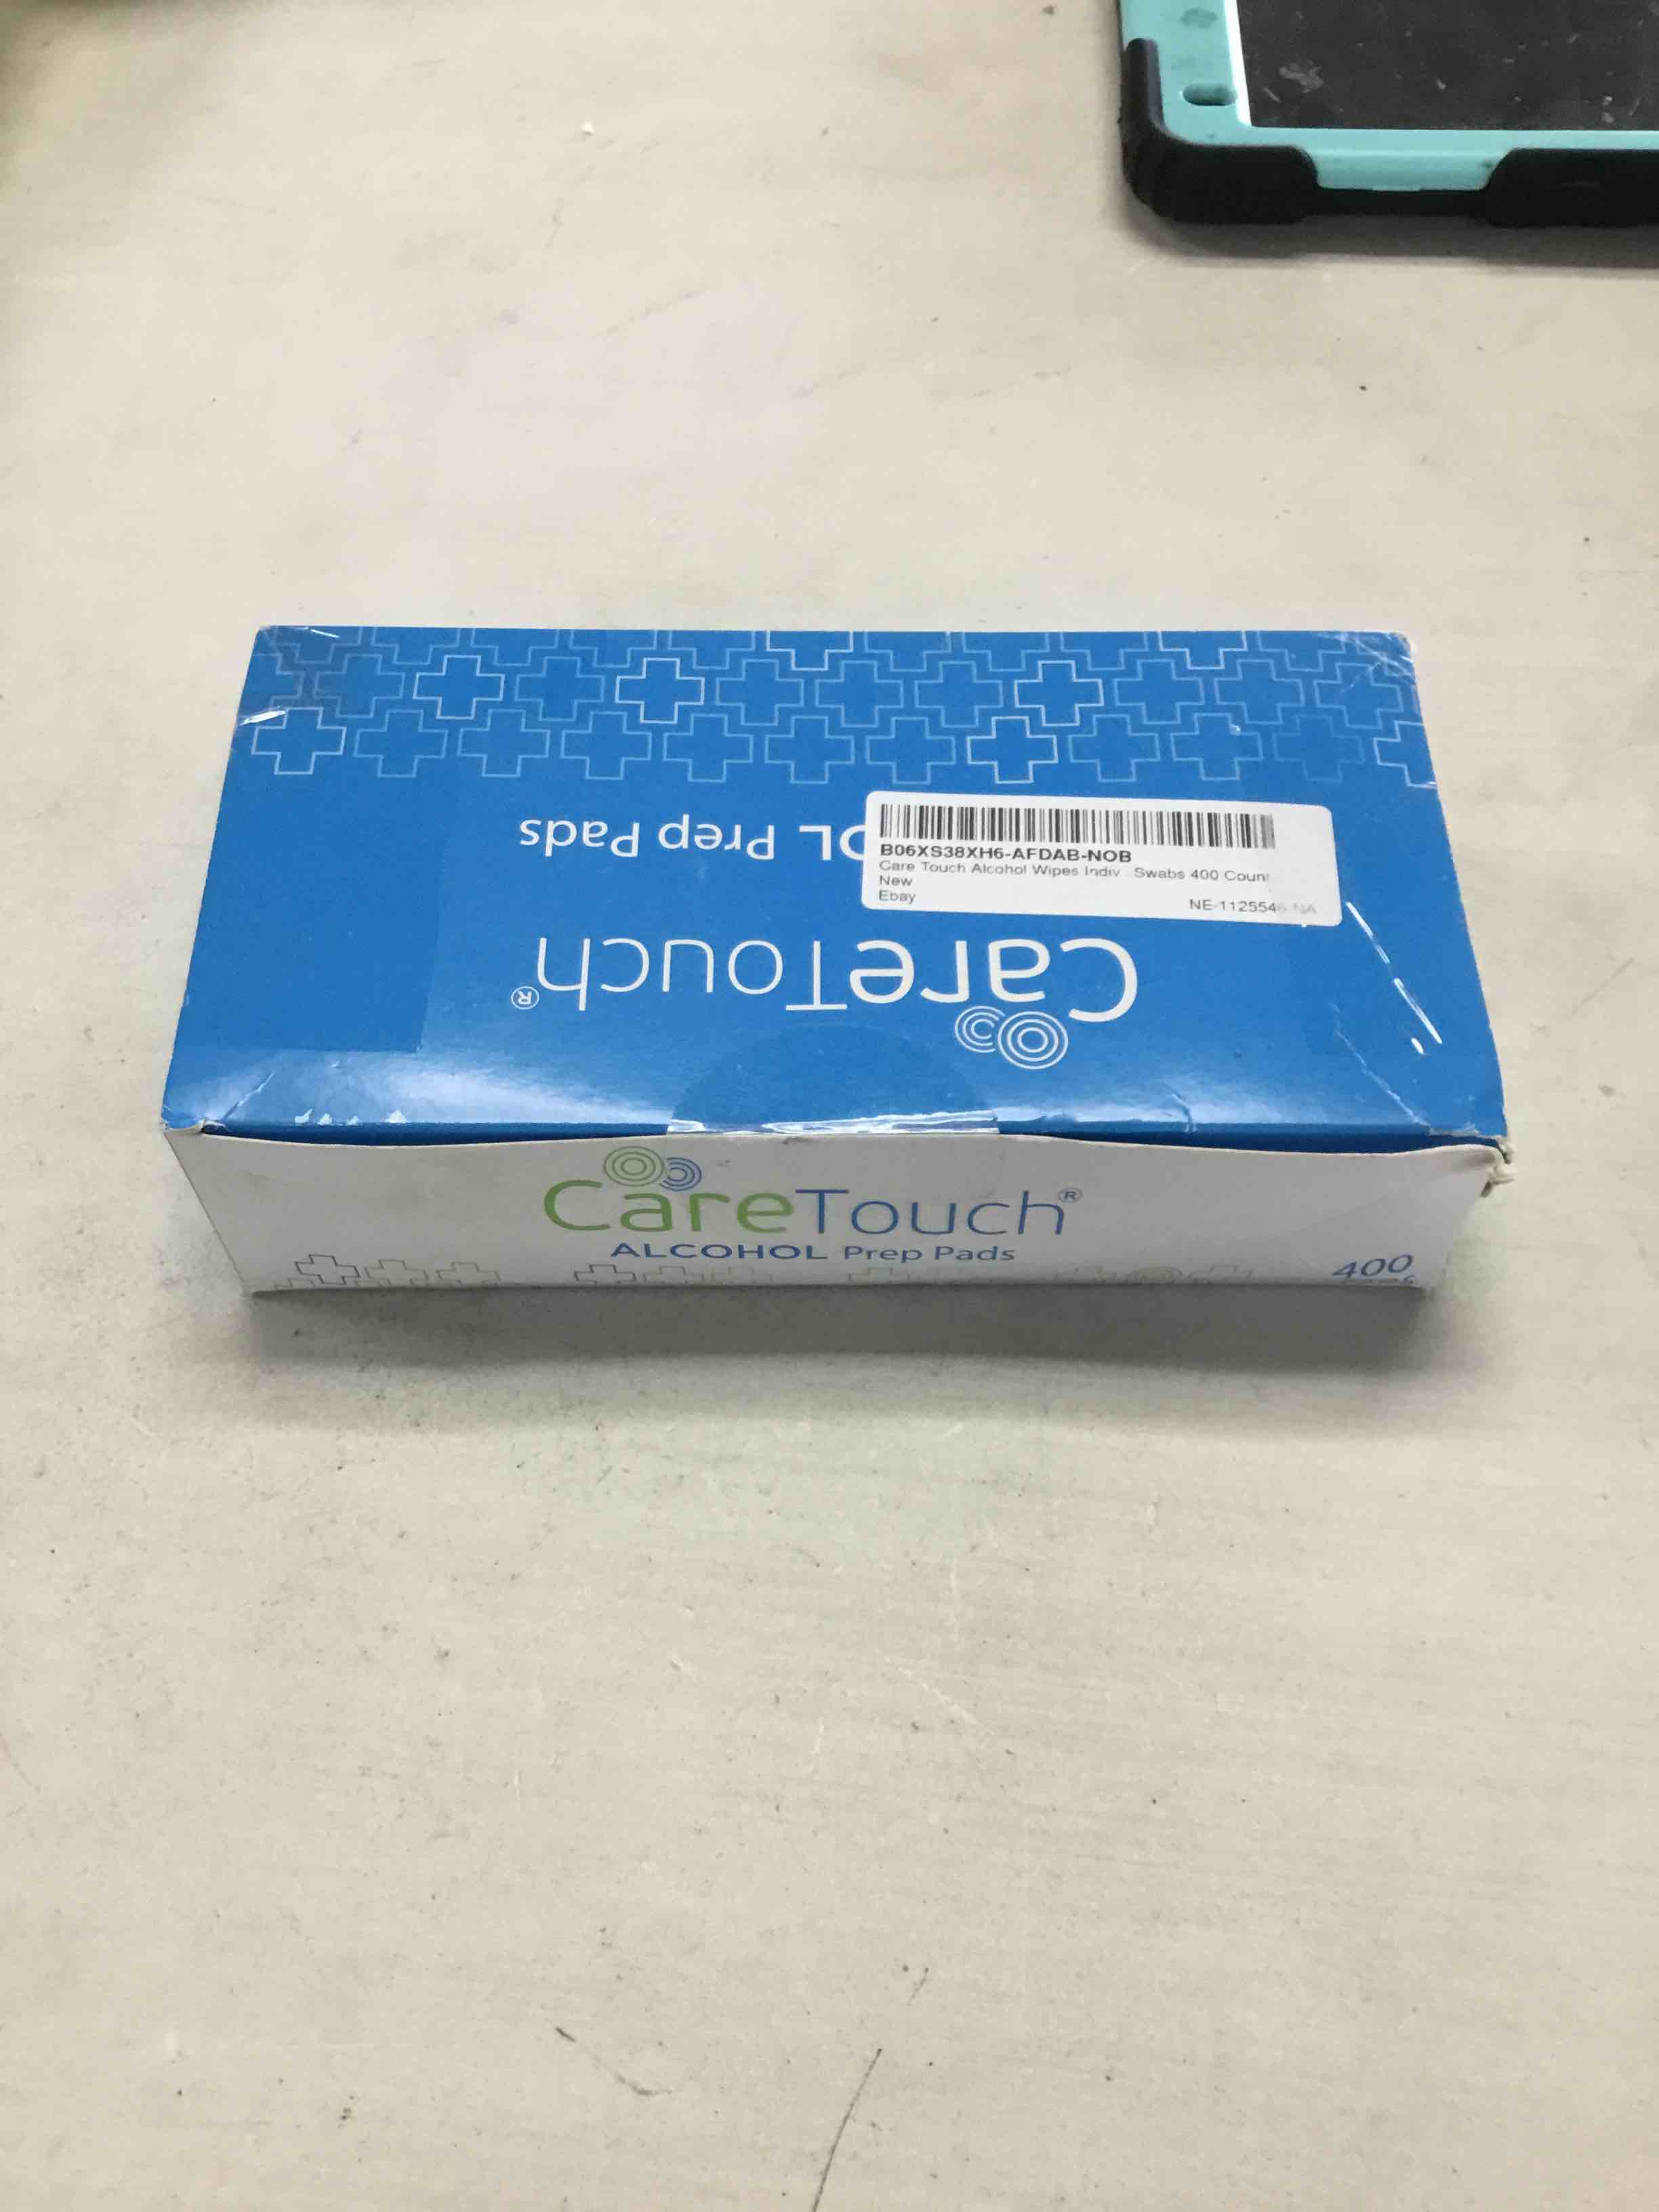 OL Prep Pads
B06XS38XH6-AFDAB-NOB
Care Touch Alcohol Wipes Indiv.. Swabs 400 Count
New
Ebay
NE-1125546-NA
CareTouch®
CareTouch®
ALCOHOL Prep Pads
400